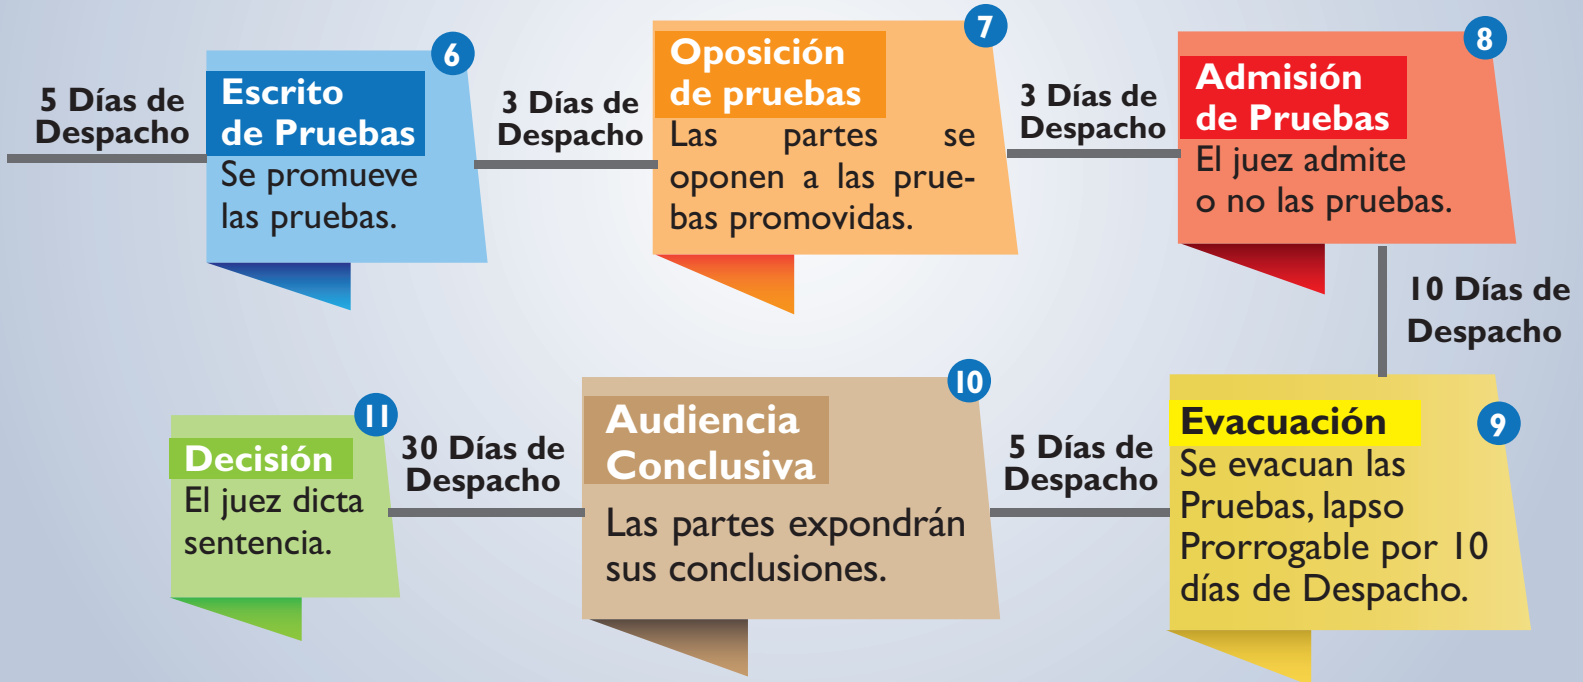 5 Días de
Despacho
6
Escrito
de Pruebas
Se promueve
las pruebas.
3 Días de
Despacho
7
Oposición
de pruebas
Las partes se
oponen a las prue-
bas promovidas.
3 Días de
Despacho
8
Admisión
de Pruebas
El juez admite
o no las pruebas.
10 Días de
Despacho
9
Evacuación
Se evacuan las
Pruebas, lapso
Prorrogable por 10
días de Despacho.
5 Días de
Despacho
10
Audiencia
Conclusiva
Las partes expondrán
sus conclusiones.
30 Días de
Despacho
11
Decisión
El juez dicta
sentencia.